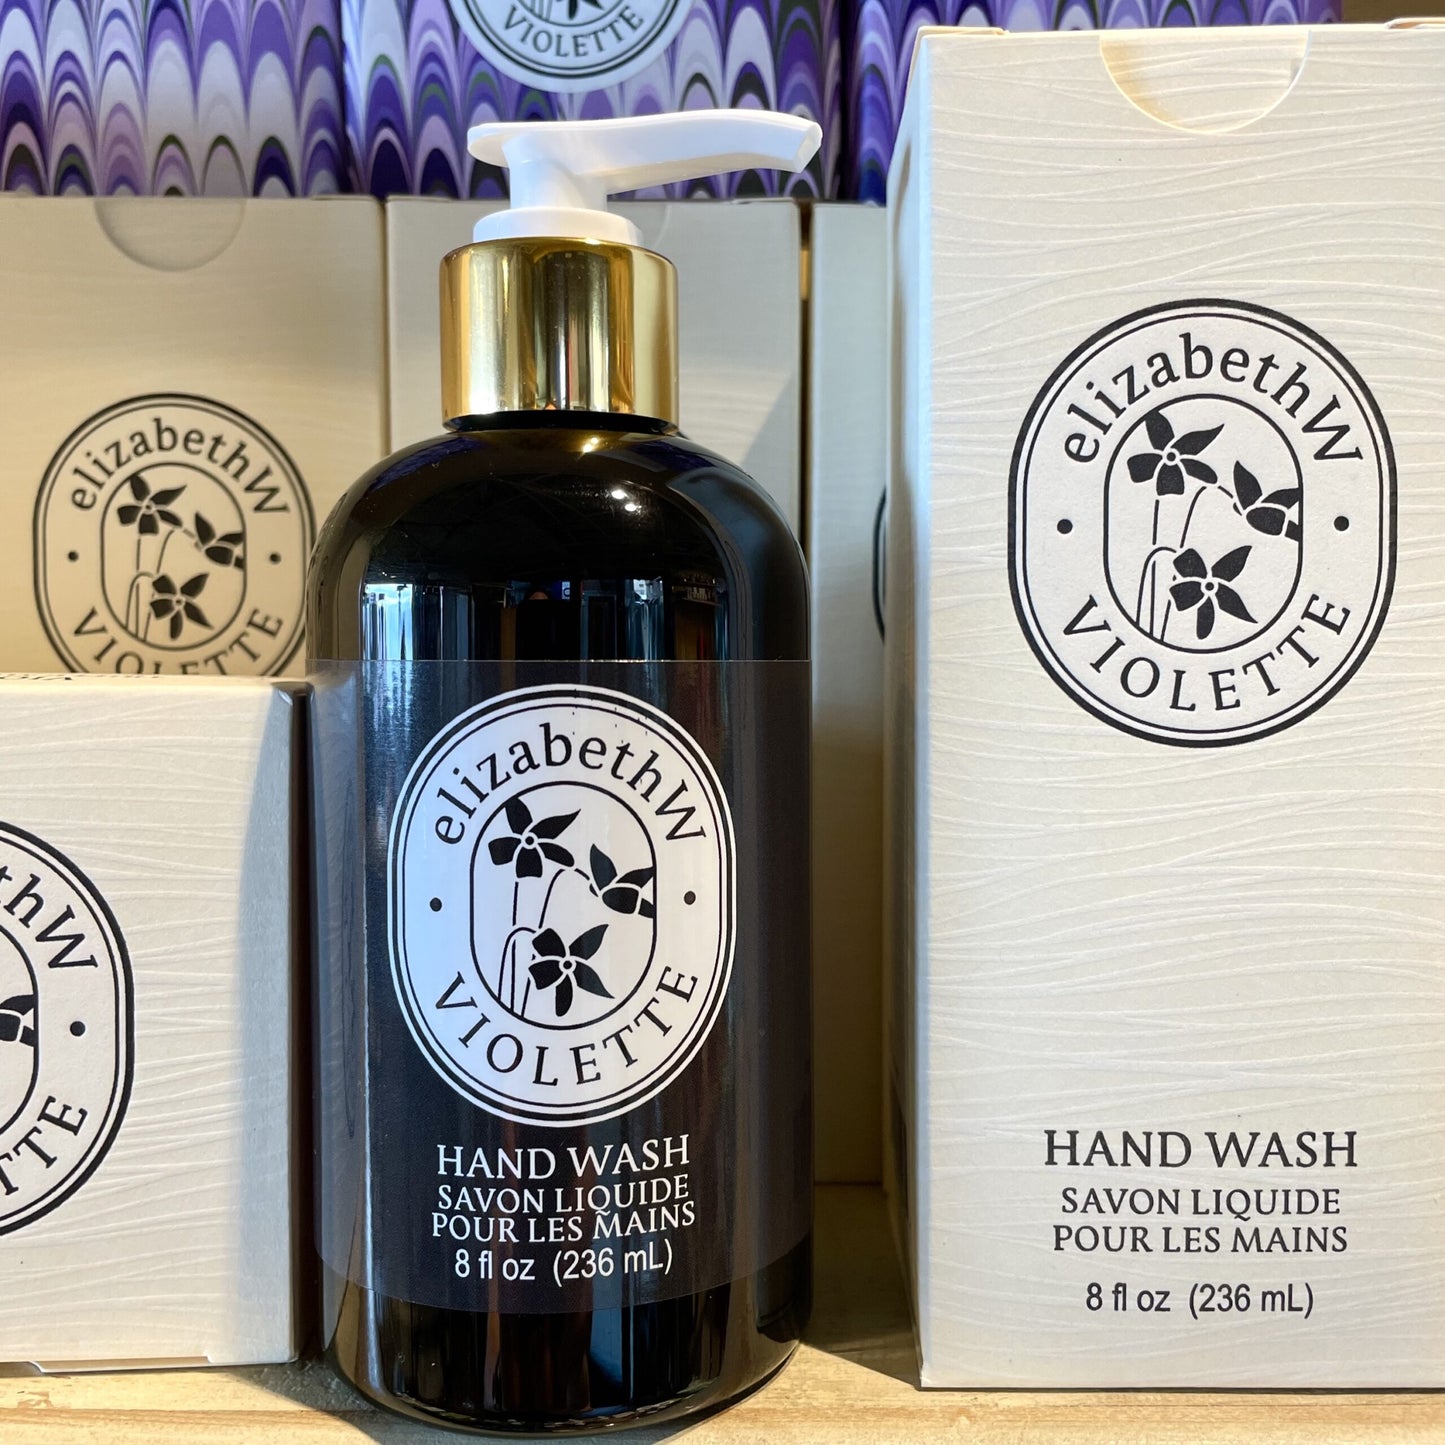 VIOLETTE
elizabethW
VIOLETTE
elizabethW
VIOLETTE
HAND WASH
SAVON LIQUIDE
POUR LES MAINS
8 fl oz (236 mL)
elizabethW
VIOLETTE
HAND WASH
SAVON LIQUIDE
POUR LES MAINS
8 fl oz (236 mL)